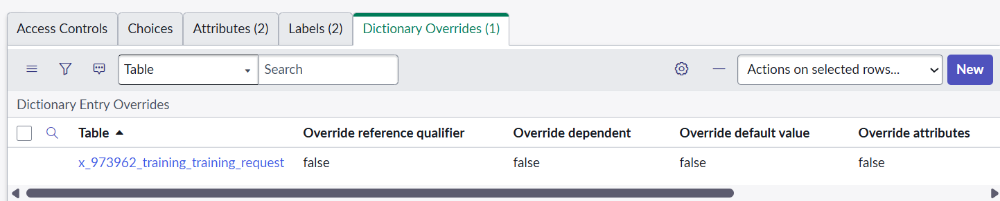 Access Controls Choices Attributes (2) Labels (2) Dictionary Overrides (1)
Table Search Actions on selected rows... New
Dictionary Entry Overrides
Table Override reference qualifier Override dependent Override default value Override attributes
x_973962_training_training_request false false false false